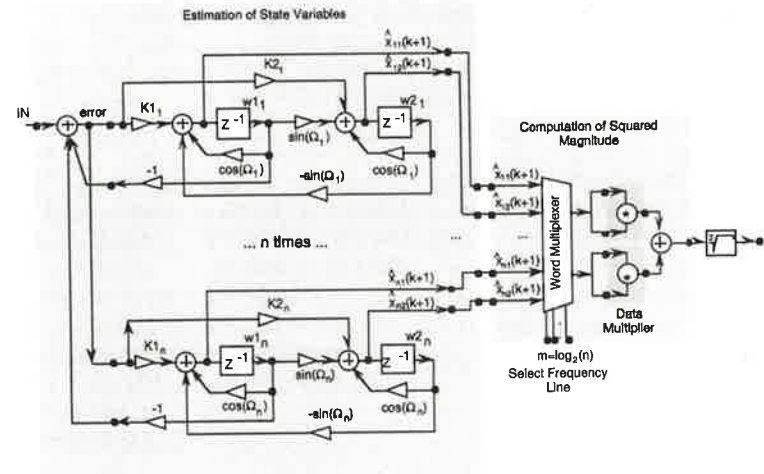 Estimation of State Variables
x̂11(k+1)
x̂12(k+1)
K2₁
IN
error
K1₁
w1₁
z⁻¹
sin(Ω₁)
w2₁
z⁻¹
cos(Ω₁)
cos(Ω₁)
-1
-sin(Ω₁)
Computation of Squared
Magnitude
x̂11(k+1)
x̂12(k+1)
...
x̂n1(k+1)
x̂n2(k+1)
Word Multiplexer
*
*
2
Data
Multiplier
m=log₂(n)
Select Frequency
Line
... n times ...
...
x̂n1(k+1)
x̂n2(k+1)
K2ₙ
K1ₙ
w1ₙ
z⁻¹
sin(Ωₙ)
w2ₙ
z⁻¹
cos(Ωₙ)
cos(Ωₙ)
-1
-sin(Ωₙ)